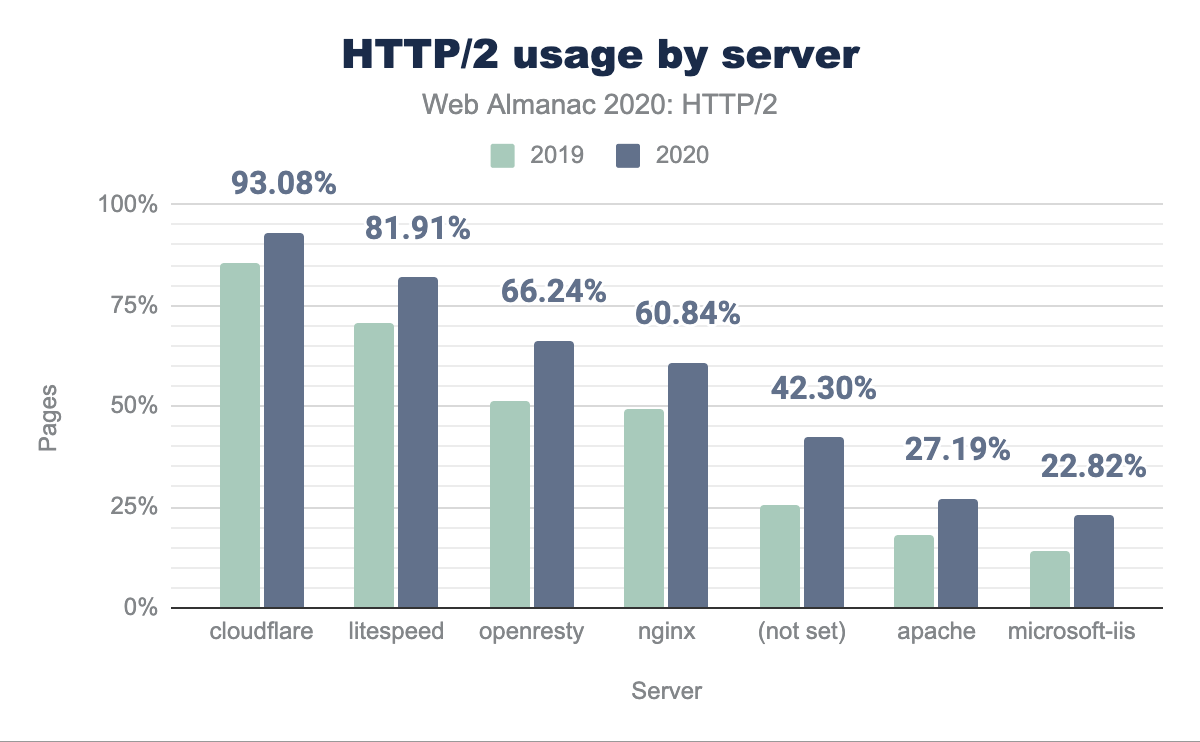 HTTP/2 usage by server
Web Almanac 2020: HTTP/2
2019 2020
93.08%
81.91%
66.24%
60.84%
42.30%
27.19%
22.82%
100%
75%
50%
25%
0%
Pages
cloudflare litespeed openresty nginx (not set) apache microsoft-iis
Server